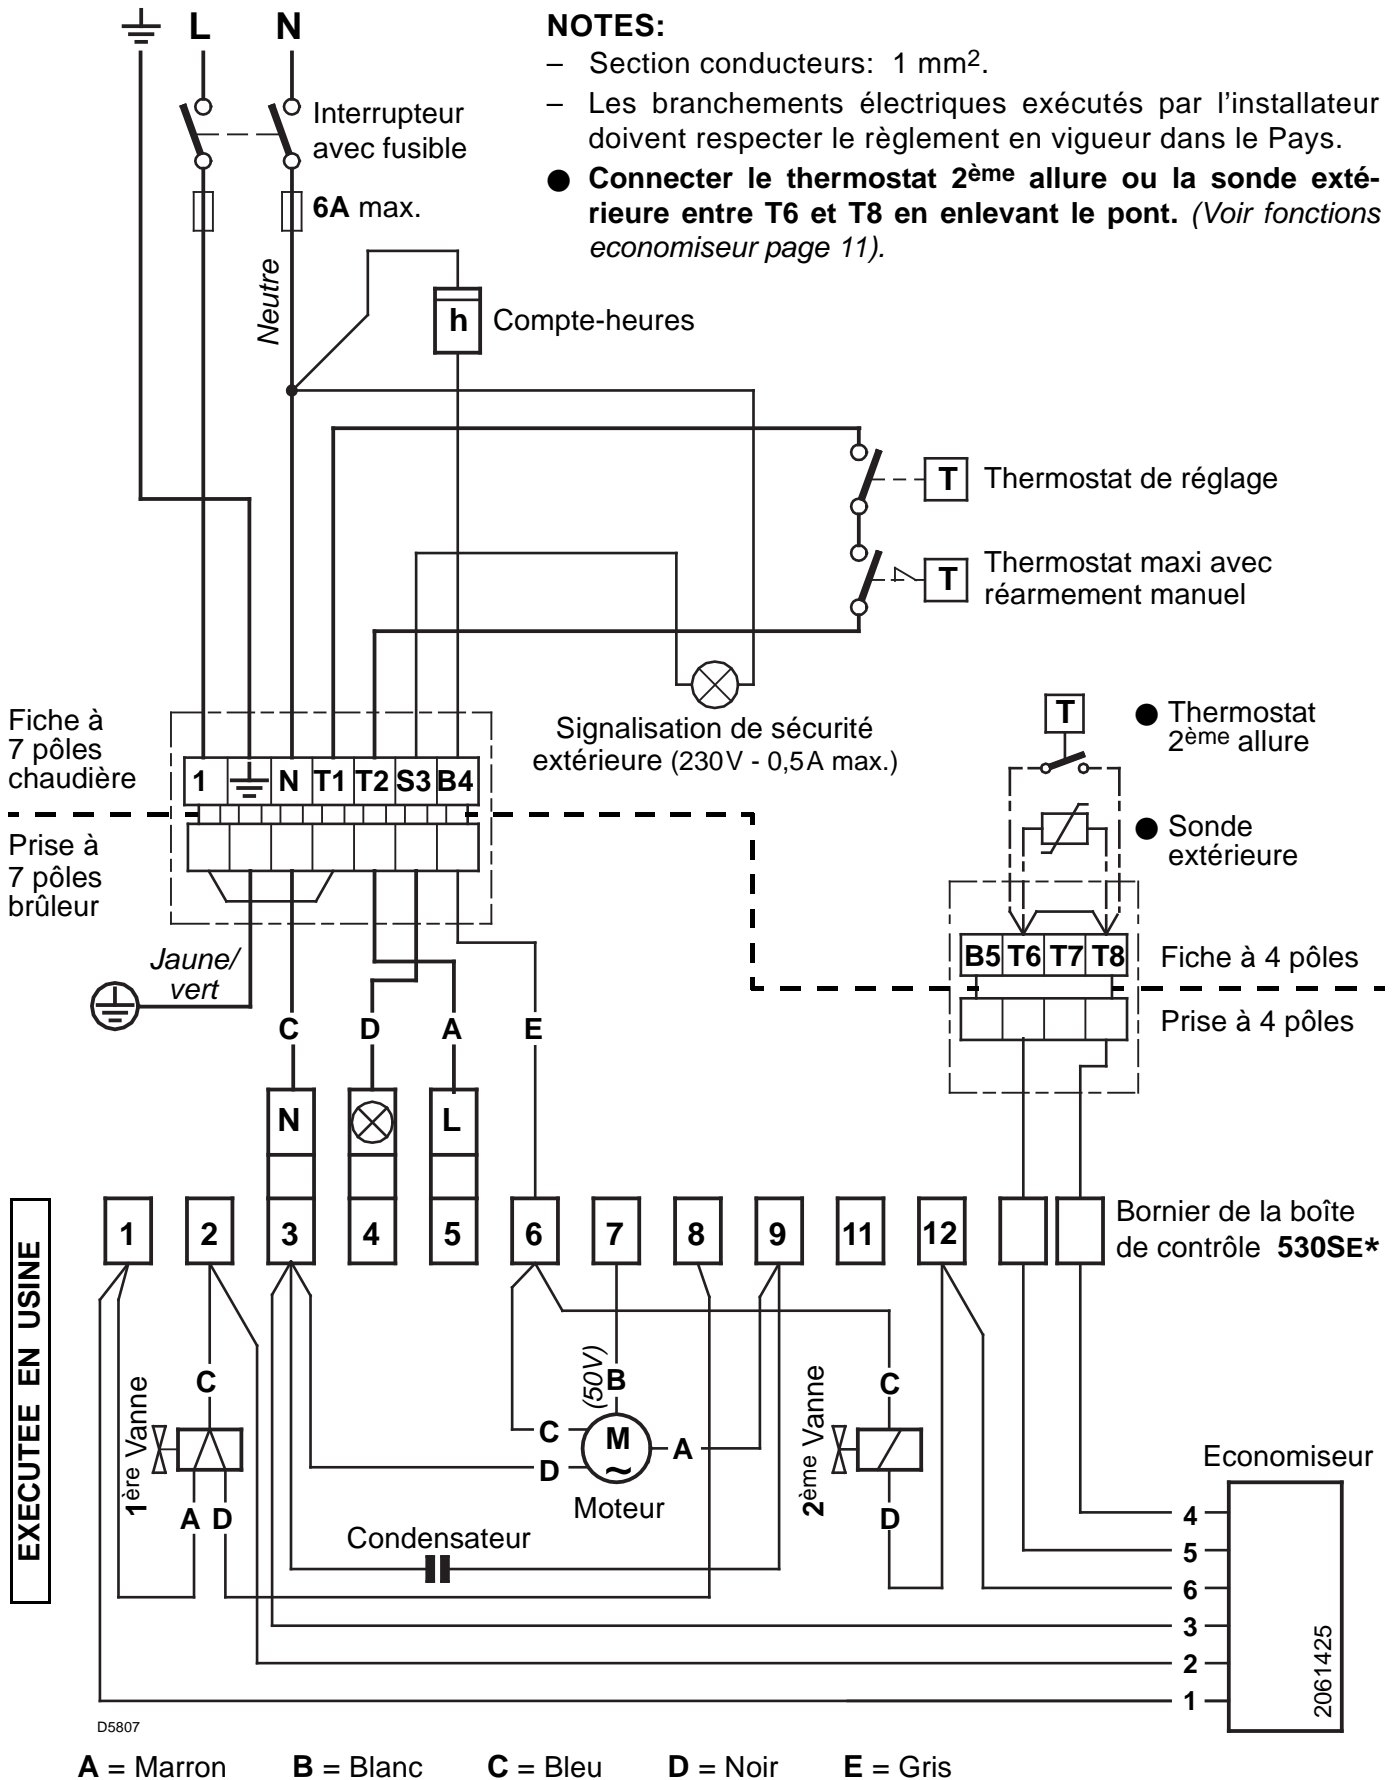 L N
NOTES:
– Section conducteurs: 1 mm².
– Les branchements électriques exécutés par l'installateur
doivent respecter le règlement en vigueur dans le Pays.
● Connecter le thermostat 2ème allure ou la sonde exté-
rieure entre T6 et T8 en enlevant le pont. (Voir fonctions
economiseur page 11).
Interrupteur
avec fusible
6A max.
Neutre
h Compte-heures
T Thermostat de réglage
T Thermostat maxi avec
réarmement manuel
Signalisation de sécurité
extérieure (230V - 0,5A max.)
Fiche à
7 pôles
chaudière
1 N T1 T2 S3 B4
Prise à
7 pôles
brûleur
T ● Thermostat
2ème allure
● Sonde
extérieure
B5 T6 T7 T8 Fiche à 4 pôles
Prise à 4 pôles
Jaune/
vert
C D A E
N L
1 2 3 4 5 6 7 8 9 11 12
Bornier de la boîte
de contrôle 530SE*
EXECUTEE EN USINE
1ère Vanne
C
A D
(50V)
B
C M A
~
D
Moteur
Condensateur
2ème Vanne
C
D
Economiseur
4
5
6
3
2
1
2061425
D5807
A = Marron B = Blanc C = Bleu D = Noir E = Gris